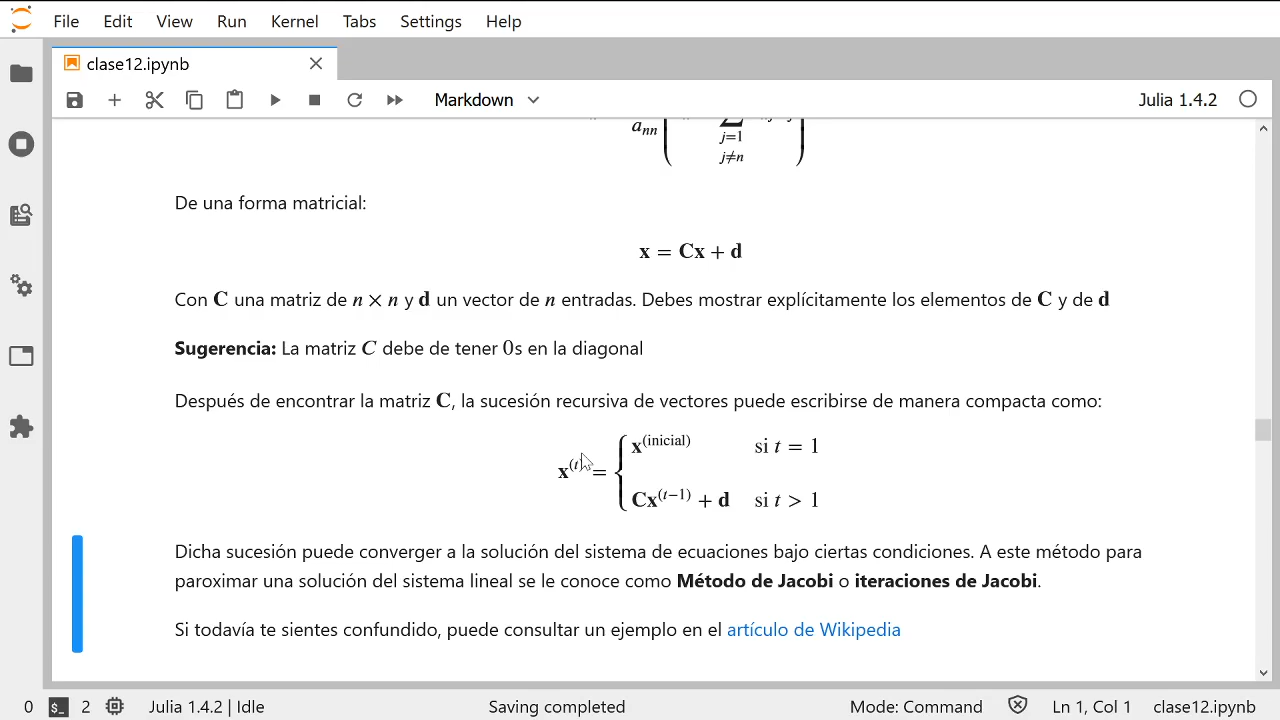 File Edit View Run Kernel Tabs Settings Help
clase12.ipynb
Markdown
Julia 1.4.2
a_{nn}
j=1
j≠n
De una forma matricial:
x = Cx + d
Con C una matriz de n × n y d un vector de n entradas. Debes mostrar explícitamente los elementos de C y de d
Sugerencia: La matriz C debe de tener 0s en la diagonal
Después de encontrar la matriz C, la sucesión recursiva de vectores puede escribirse de manera compacta como:
x^{(inicial)} si t = 1
x^{(t)} =
Cx^{(t−1)} + d si t > 1
Dicha sucesión puede converger a la solución del sistema de ecuaciones bajo ciertas condiciones. A este método para
paroximar una solución del sistema lineal se le conoce como Método de Jacobi o iteraciones de Jacobi.
Si todavía te sientes confundido, puede consultar un ejemplo en el artículo de Wikipedia
0 $_ 2 Julia 1.4.2 | Idle Saving completed Mode: Command Ln 1, Col 1 clase12.ipynb